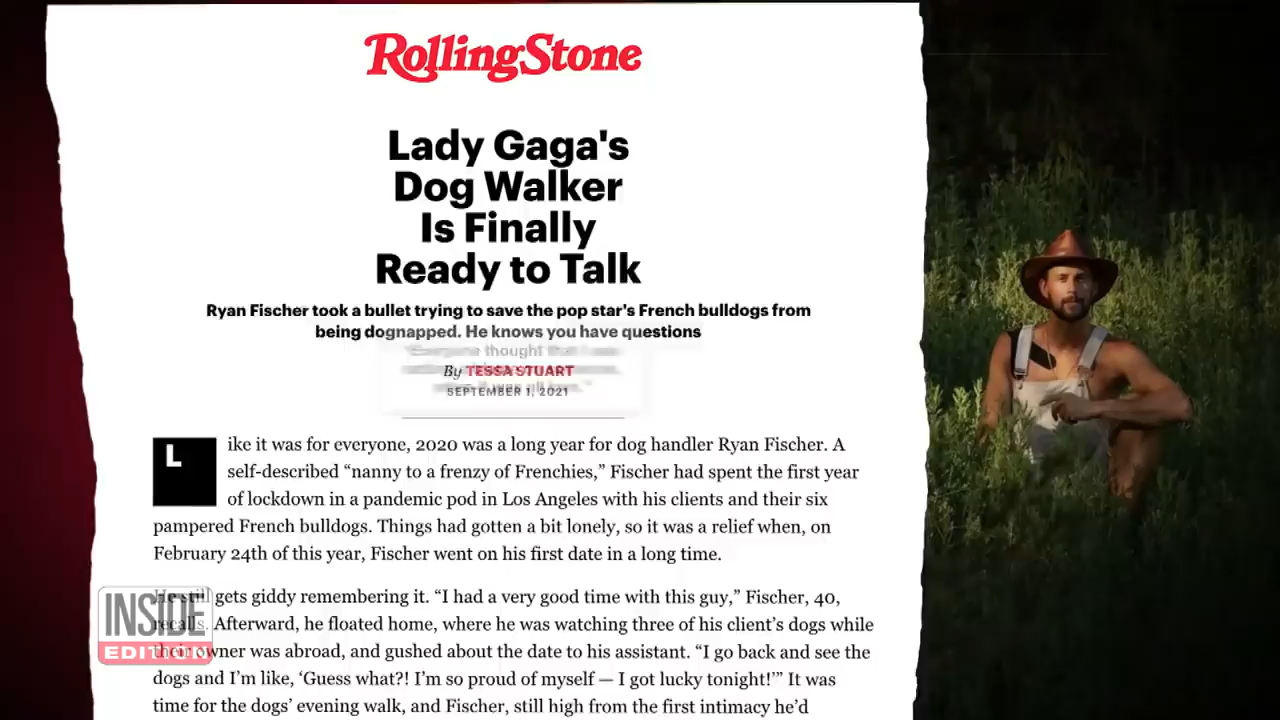 RollingStone
Lady Gaga's
Dog Walker
Is Finally
Ready to Talk
Ryan Fischer took a bullet trying to save the pop star's French bulldogs from
being dognapped. He knows you have questions
"Everyone thought that I was
By TESSA STUART
SEPTEMBER 1, 2021
Like it was for everyone, 2020 was a long year for dog handler Ryan Fischer. A
self-described “nanny to a frenzy of Frenchies,” Fischer had spent the first year
of lockdown in a pandemic pod in Los Angeles with his clients and their six
pampered French bulldogs. Things had gotten a bit lonely, so it was a relief when, on
February 24th of this year, Fischer went on his first date in a long time.
He still gets giddy remembering it. “I had a very good time with this guy,” Fischer, 40,
recalls. Afterward, he floated home, where he was watching three of his client’s dogs while
their owner was abroad, and gushed about the date to his assistant. “I go back and see the
dogs and I’m like, ‘Guess what?! I’m so proud of myself — I got lucky tonight!’” It was
time for the dogs’ evening walk, and Fischer, still high from the first intimacy he’d
INSIDE
EDITION